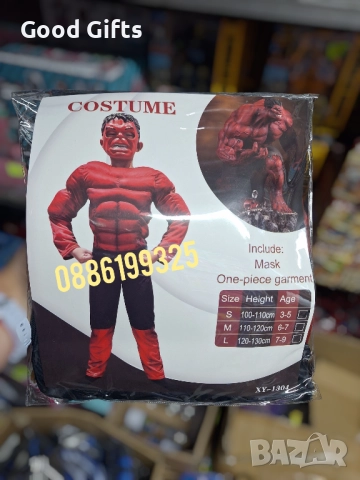 Good Gifts
COSTUME
0886199325
Include:
Mask
One-piece garment
Size Height Age
S 100-110cm 3-5
M 110-120cm 6-7
L 120-130cm 7-9
XY-1304
BAZAR